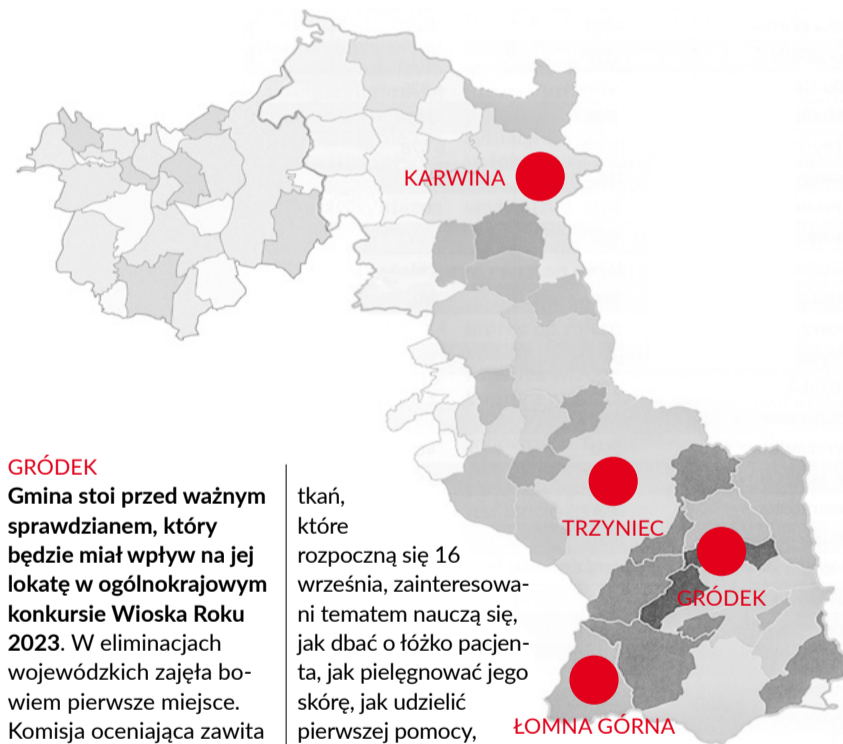 KARWINA
TRZYNIEC
GRÓDEK
ŁOMNA GÓRNA
GRÓDEK
Gmina stoi przed ważnym
sprawdzianem, który
będzie miał wpływ na jej
lokatę w ogólnokrajowym
konkursie Wioska Roku
2023. W eliminacjach
wojewódzkich zajęła bo-
wiem pierwsze miejsce.
Komisja oceniająca zawita
tkań,
które
rozpoczną się 16
września, zainteresowa-
ni tematem nauczą się,
jak dbać o łóżko pacjen-
ta, jak pielęgnować jego
skórę, jak udzielić
pierwszej pomocy,